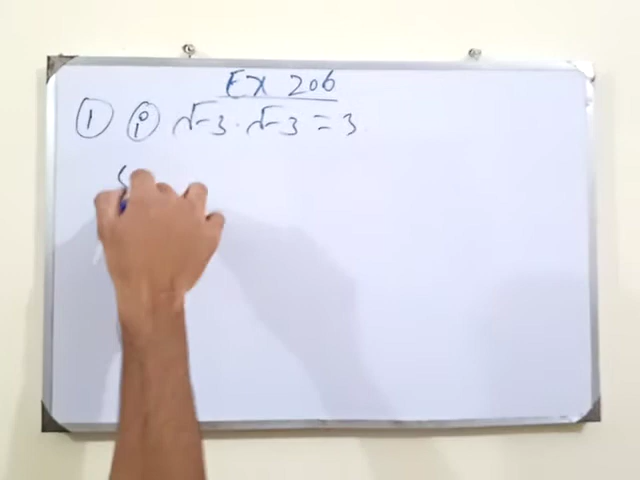 Ex 206
① ⓘ √-3 . √-3 = 3
S